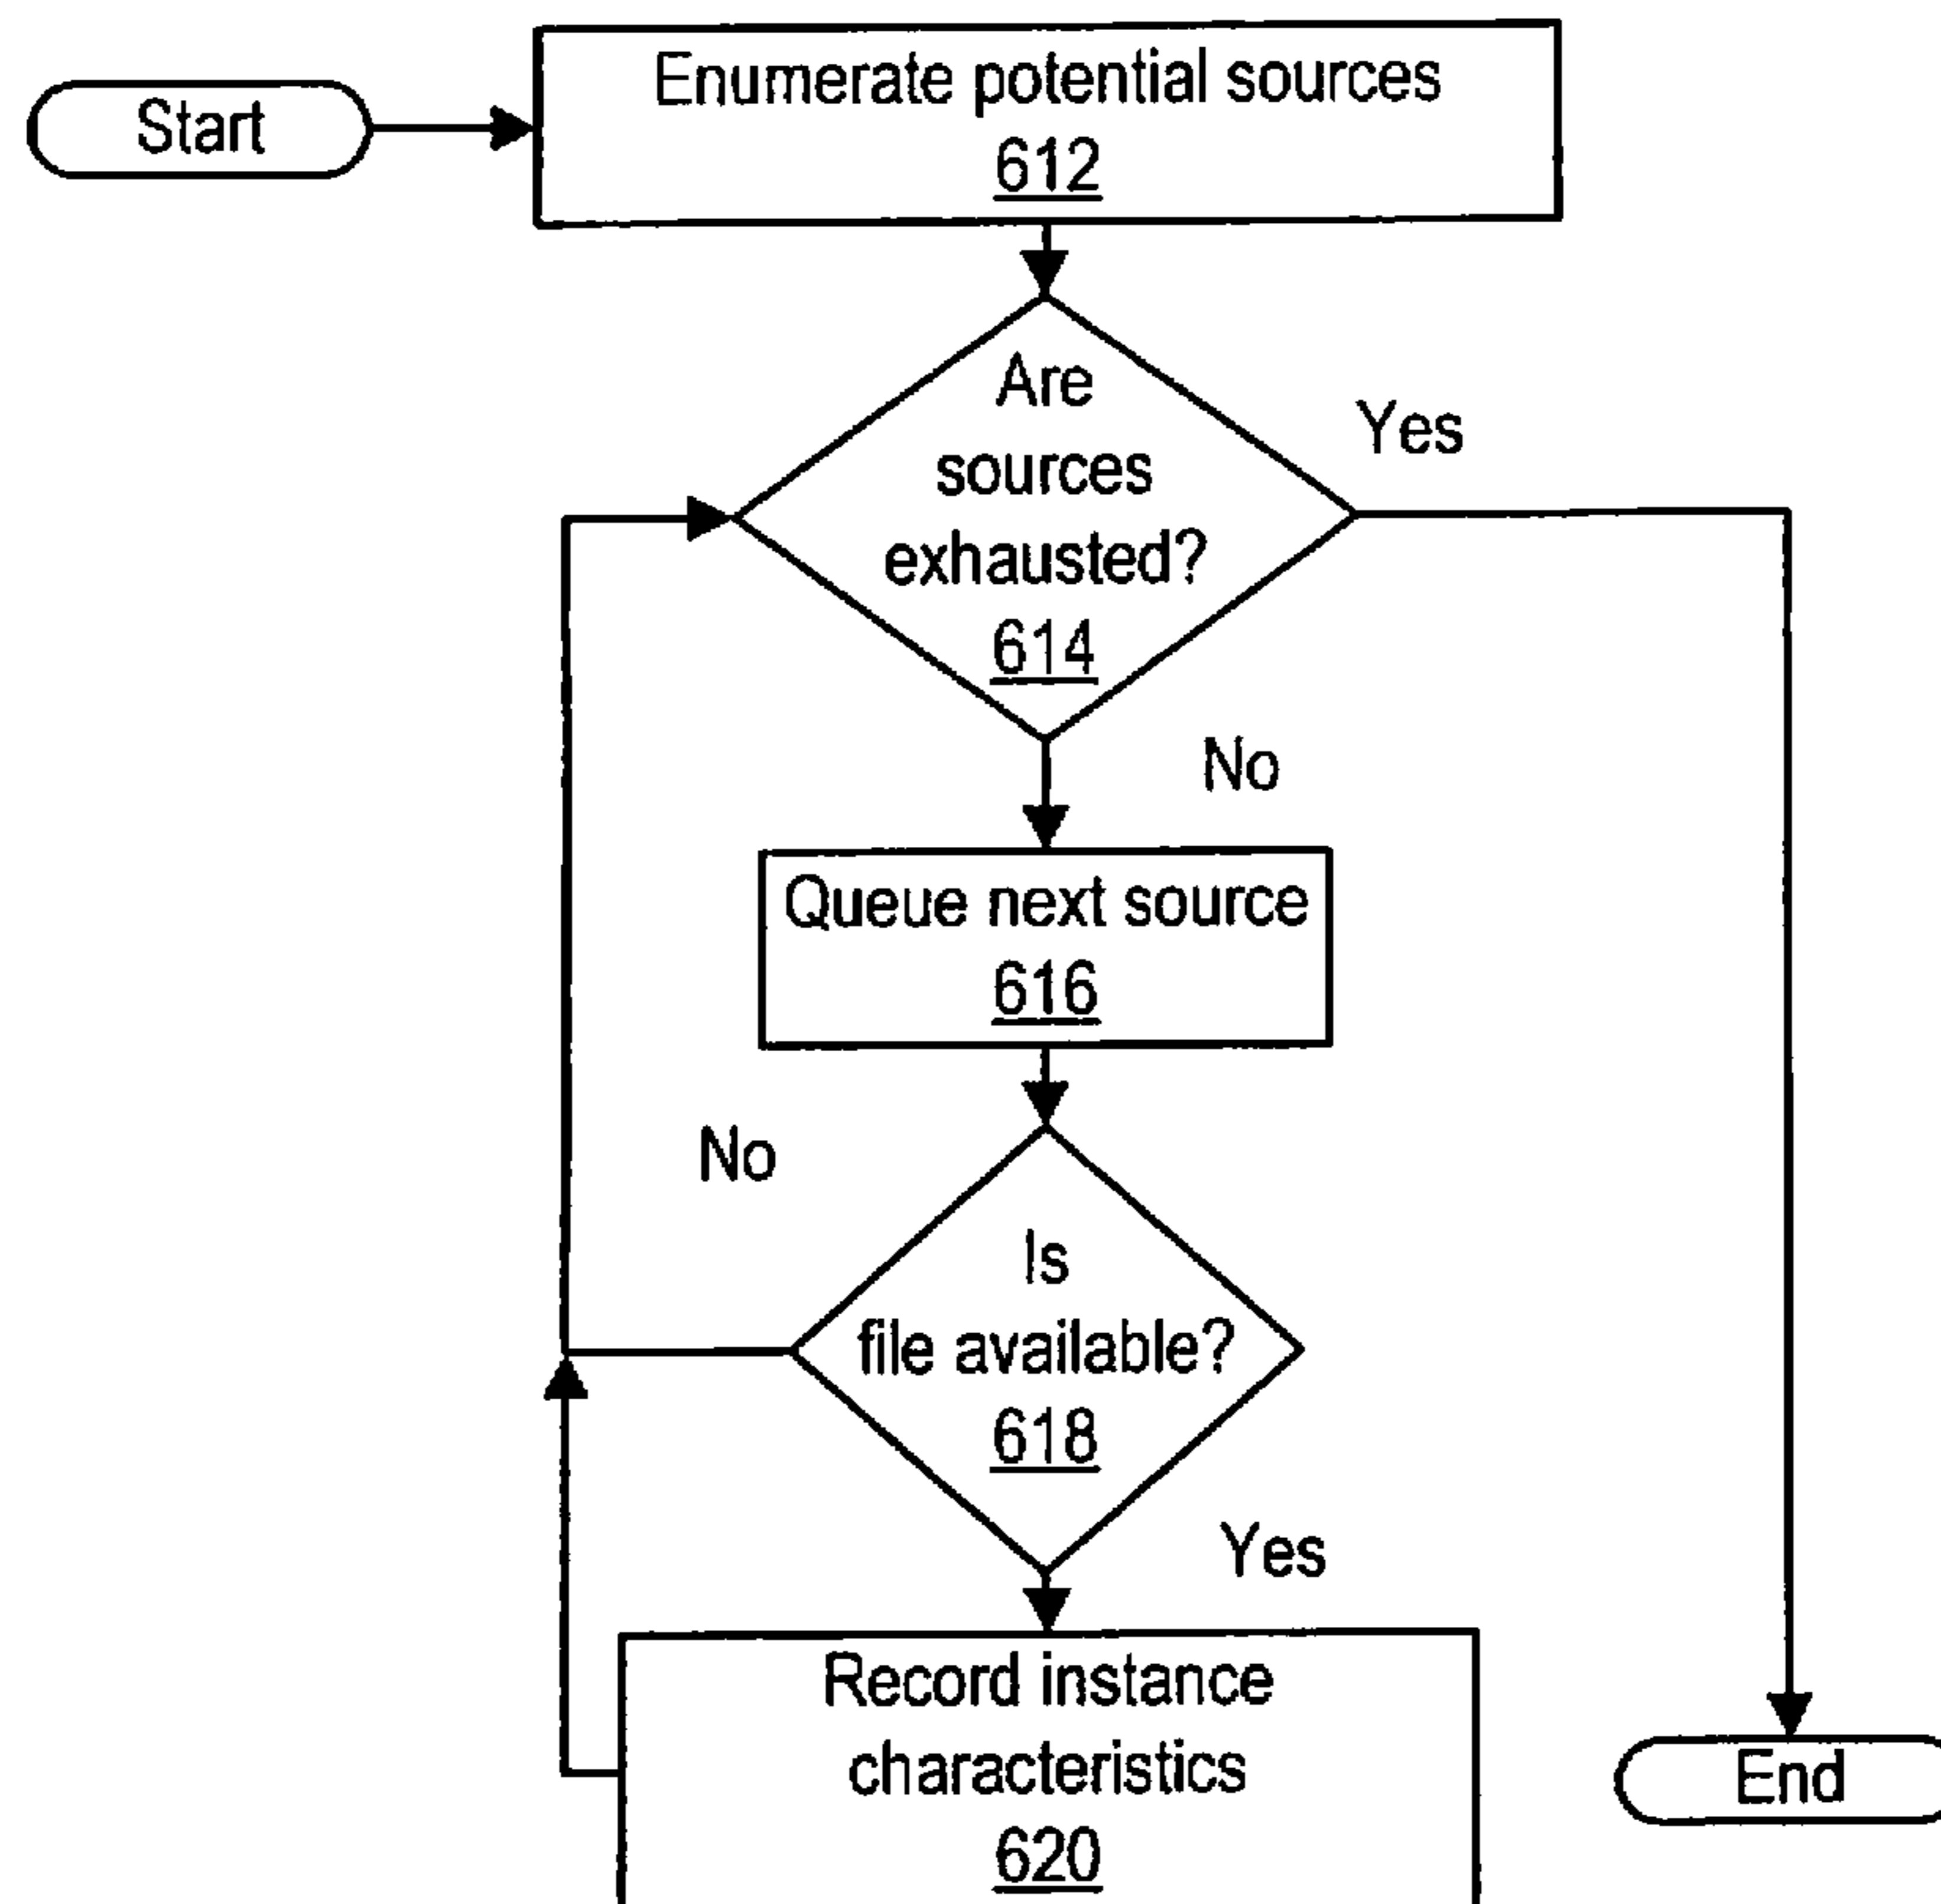 Start
Enumerate potential sources
612
Are
sources
exhausted?
614
Yes
No
Queue next source
616
No
Is
file available?
618
Yes
Record instance
characteristics
620
End